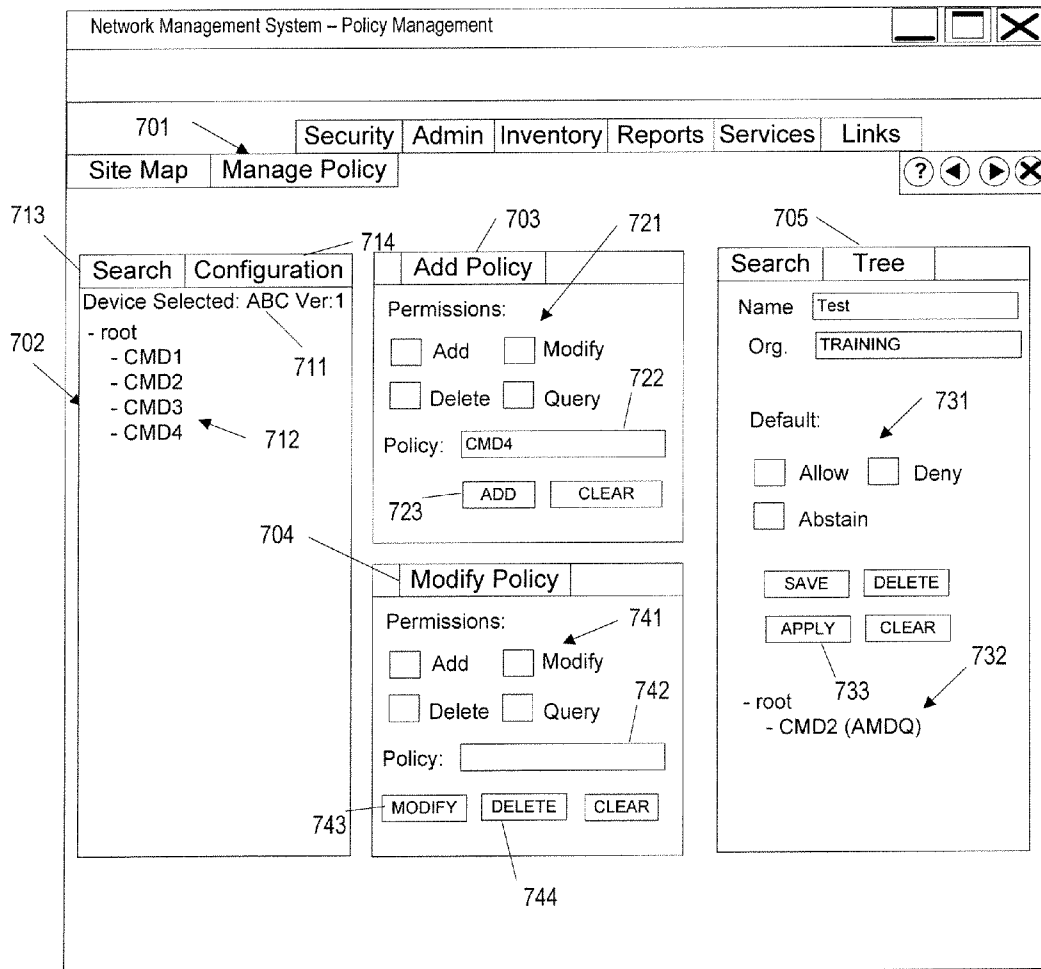 Network Management System – Policy Management
701
Security Admin Inventory Reports Services Links
Site Map Manage Policy
?
713
714
703
721
705
Search Configuration
Device Selected: ABC Ver:1
702
- root
- CMD1
- CMD2
- CMD3
- CMD4
711
712
Add Policy
Permissions:
Add Modify
722
Delete Query
Policy: CMD4
723
ADD CLEAR
704
Modify Policy
Permissions:
741
Add Modify
742
Delete Query
Policy:
MODIFY DELETE CLEAR
743
744
Search Tree
Name Test
Org. TRAINING
731
Default:
Allow Deny
Abstain
SAVE DELETE
APPLY CLEAR
732
733
- root
- CMD2 (AMDQ)